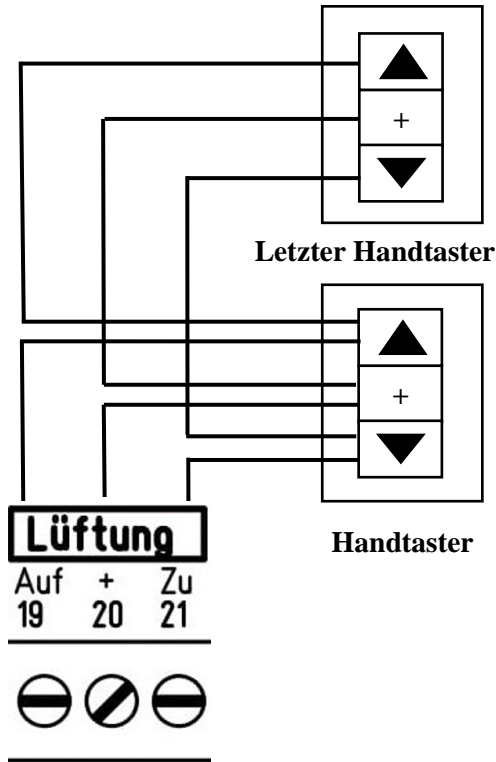 +
Letzter Handtaster
+
Handtaster
Lüftung
Auf + Zu
19 20 21